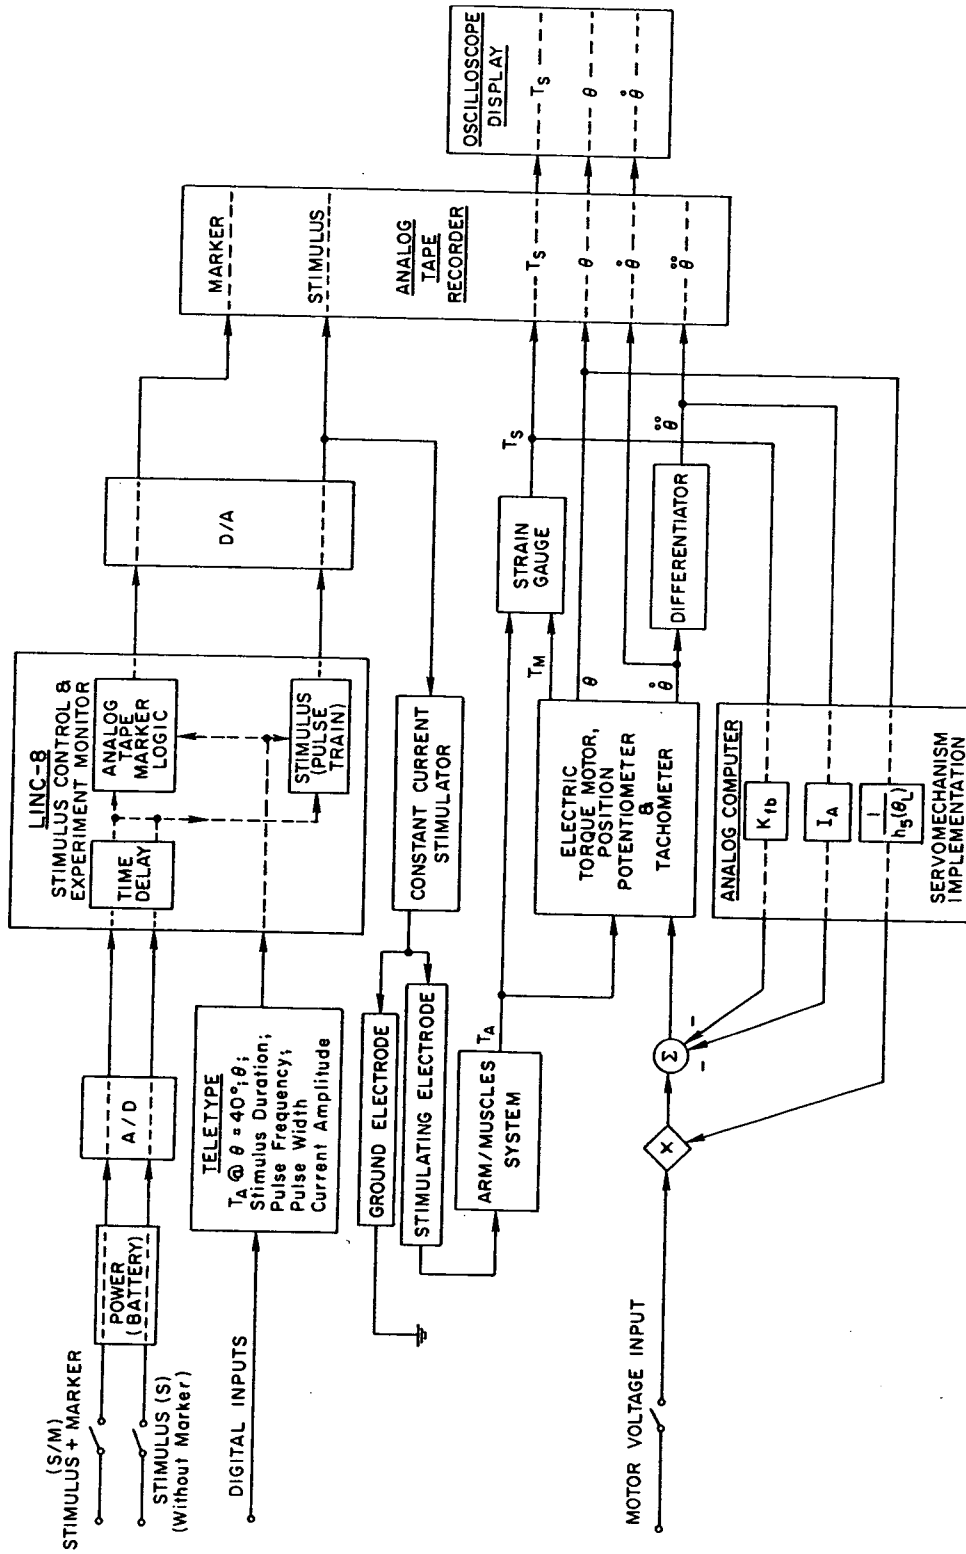 (S/M)
STIMULUS + MARKER
STIMULUS (S)
(Without Marker)
POWER
(BATTERY)
A/D
LINC-8
STIMULUS CONTROL &
EXPERIMENT MONITOR
TIME
DELAY
ANALOG
TAPE
MARKER
LOGIC
STIMULUS
(PULSE
TRAIN)
D/A
MARKER
STIMULUS
ANALOG
TAPE
RECORDER
Ts
θ
θ̇
θ̈
OSCILLOSCOPE
DISPLAY
Ts
θ
θ̇
DIGITAL INPUTS
TELETYPE
TA @ θ = 40°; θ;
Stimulus Duration;
Pulse Frequency;
Pulse Width
Current Amplitude
GROUND ELECTRODE
STIMULATING ELECTRODE
CONSTANT CURRENT
STIMULATOR
ARM/MUSCLES
SYSTEM
TA
STRAIN
GAUGE
Ts
TM
ELECTRIC
TORQUE MOTOR,
POSITION
POTENTIOMETER
&
TACHOMETER
θ
θ̇
DIFFERENTIATOR
θ̈
MOTOR VOLTAGE INPUT
X
Σ
−
−
ANALOG COMPUTER
Kfb
IA
1
h5(θL)
SERVOMECHANISM
IMPLEMENTATION